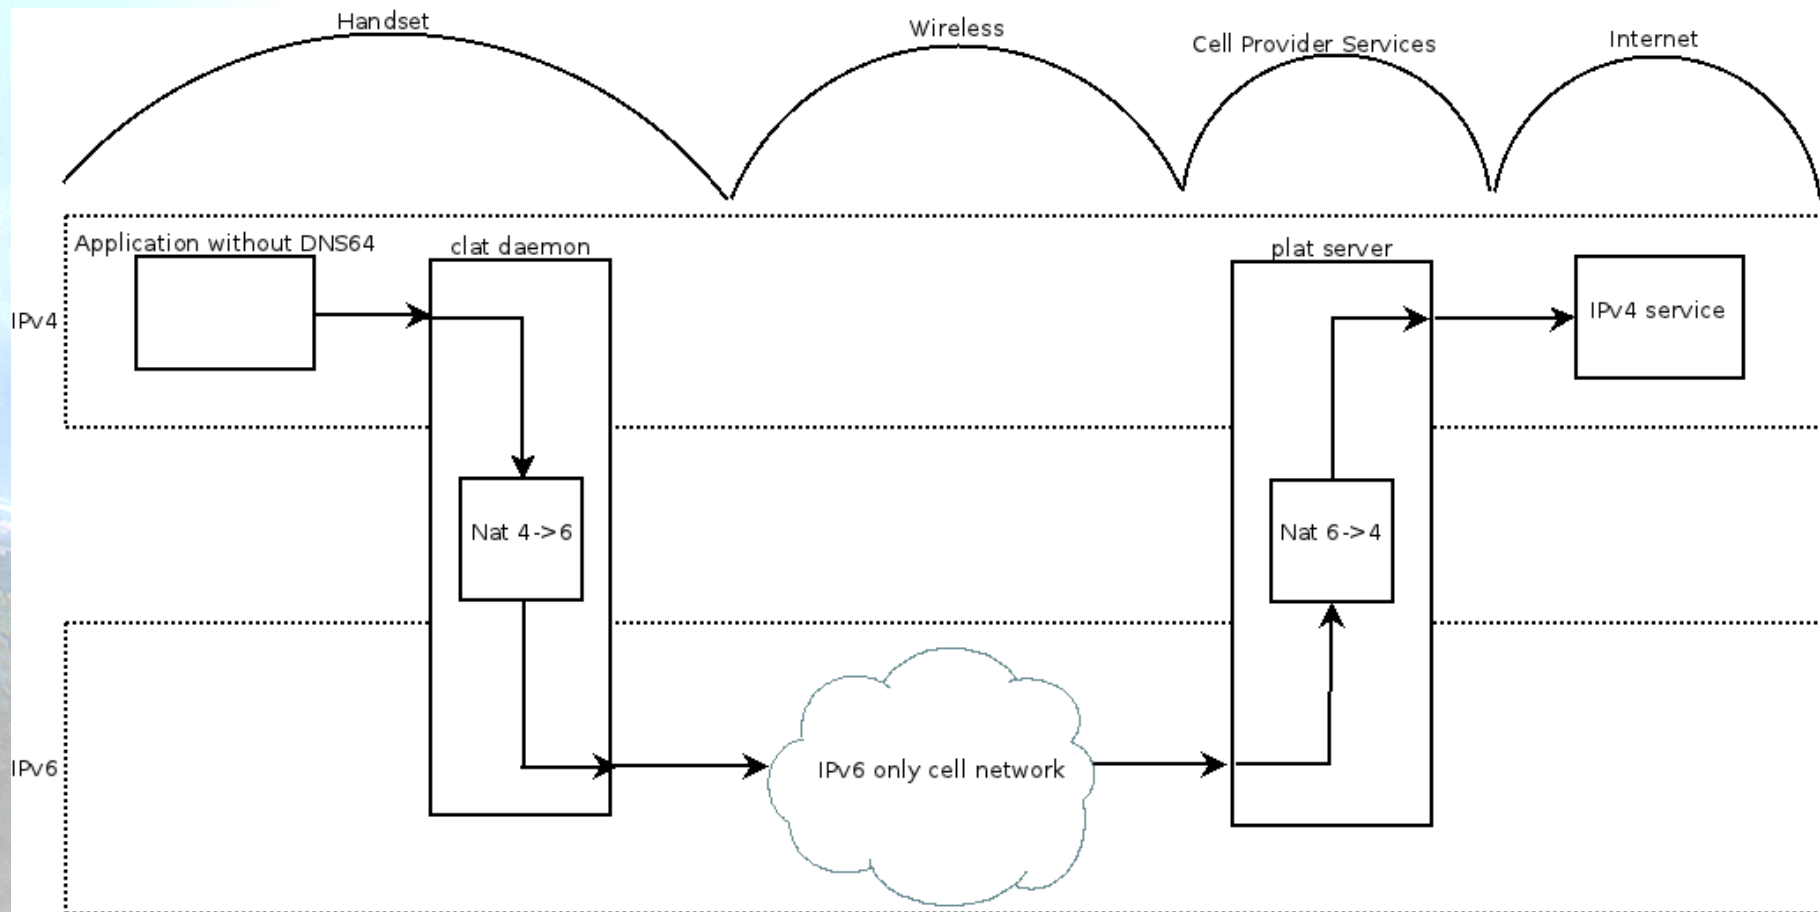 Handset
Wireless
Cell Provider Services
Internet
Application without DNS64
clat daemon
plat server
IPv4
IPv4 service
Nat 4->6
Nat 6->4
IPv6
IPv6 only cell network